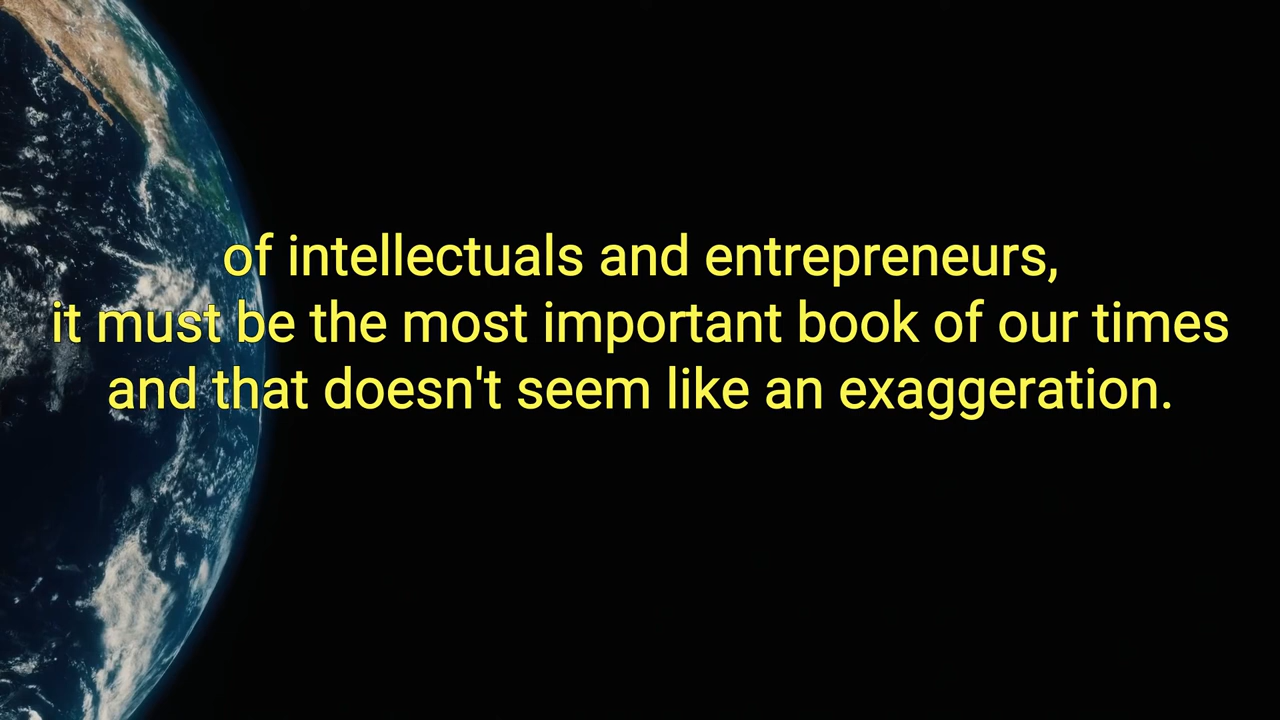 of intellectuals and entrepreneurs,
it must be the most important book of our times
and that doesn't seem like an exaggeration.